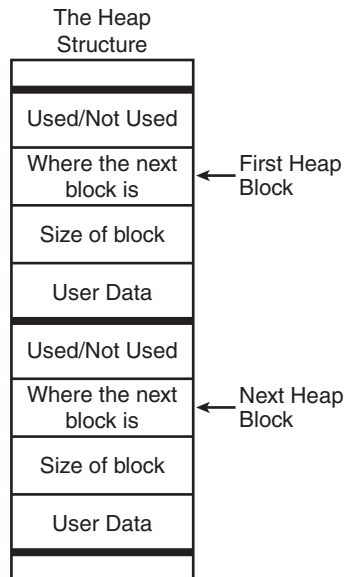 The Heap
Structure
Used/Not Used
Where the next
block is
First Heap
Block
Size of block
User Data
Used/Not Used
Where the next
block is
Next Heap
Block
Size of block
User Data